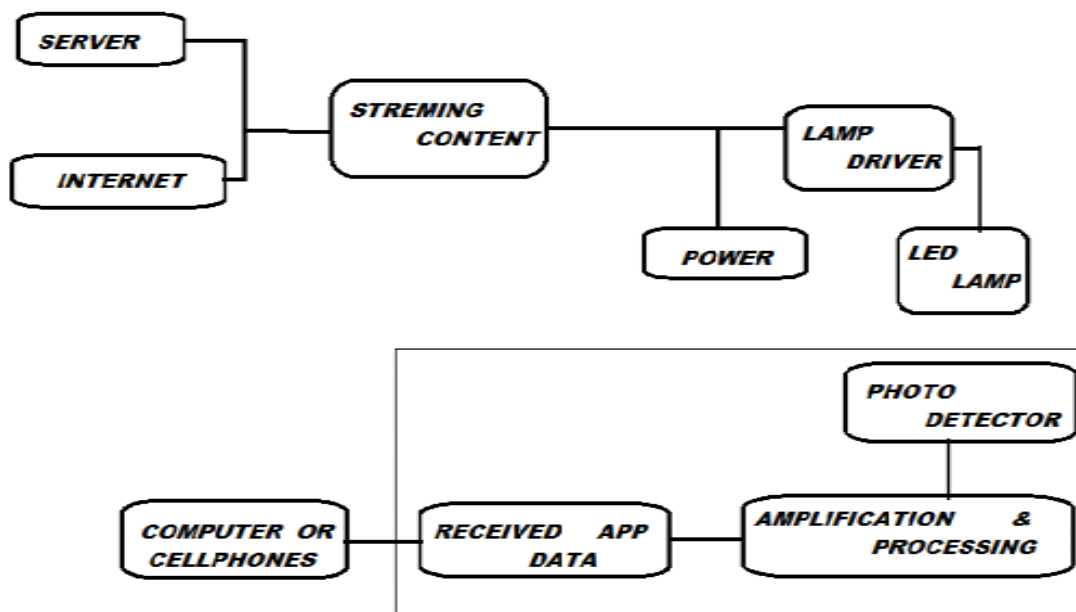 SERVER
INTERNET
STREMING
CONTENT
LAMP
DRIVER
POWER
LED
LAMP
PHOTO
DETECTOR
COMPUTER OR
CELLPHONES
RECEIVED APP
DATA
AMPLIFICATION &
PROCESSING